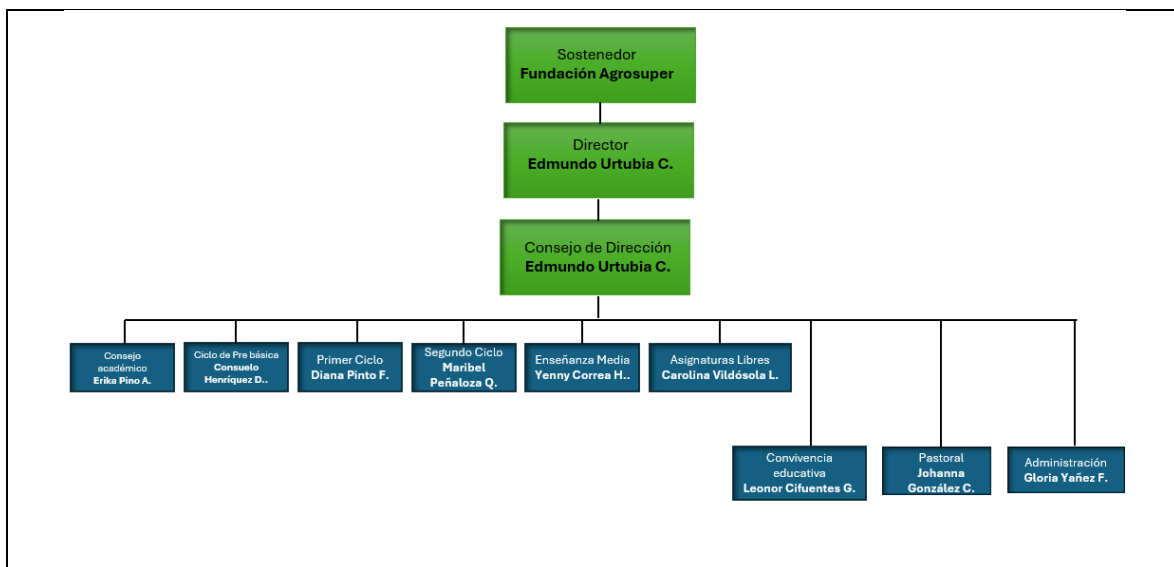 Sostenedor
Fundación Agrosuper
Director
Edmundo Urtubia C.
Consejo de Dirección
Edmundo Urtubia C.
Consejo
académico
Erika Pino A.
Ciclo de Pre básica
Consuelo
Henríquez D..
Primer Ciclo
Diana Pinto F.
Segundo Ciclo
Maribel
Peñaloza Q.
Enseñanza Media
Yenny Correa H..
Asignaturas Libres
Carolina Vildósola L.
Convivencia
educativa
Leonor Cifuentes G.
Pastoral
Johanna
González C.
Administración
Gloria Yañez F.